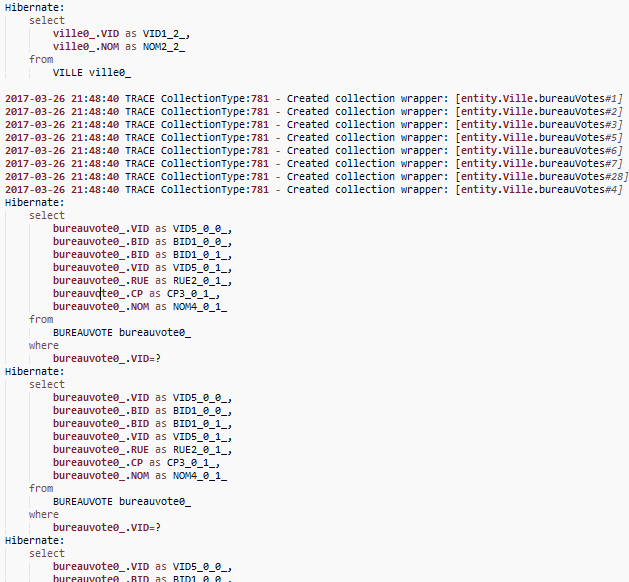 Hibernate:
select
ville0_.VID as VID1_2_,
ville0_.NOM as NOM2_2_
from
VILLE ville0_
2017-03-26 21:48:40 TRACE CollectionType:781 - Created collection wrapper: [entity.Ville.bureauVotes#1]
2017-03-26 21:48:40 TRACE CollectionType:781 - Created collection wrapper: [entity.Ville.bureauVotes#2]
2017-03-26 21:48:40 TRACE CollectionType:781 - Created collection wrapper: [entity.Ville.bureauVotes#3]
2017-03-26 21:48:40 TRACE CollectionType:781 - Created collection wrapper: [entity.Ville.bureauVotes#5]
2017-03-26 21:48:40 TRACE CollectionType:781 - Created collection wrapper: [entity.Ville.bureauVotes#6]
2017-03-26 21:48:40 TRACE CollectionType:781 - Created collection wrapper: [entity.Ville.bureauVotes#7]
2017-03-26 21:48:40 TRACE CollectionType:781 - Created collection wrapper: [entity.Ville.bureauVotes#28]
2017-03-26 21:48:40 TRACE CollectionType:781 - Created collection wrapper: [entity.Ville.bureauVotes#4]
Hibernate:
select
bureauvote0_.VID as VID5_0_0_,
bureauvote0_.BID as BID1_0_0_,
bureauvote0_.BID as BID1_0_1_,
bureauvote0_.VID as VID5_0_1_,
bureauvote0_.RUE as RUE2_0_1_,
bureauvote0_.CP as CP3_0_1_,
bureauvote0_.NOM as NOM4_0_1_
from
BUREAUVOTE bureauvote0_
where
bureauvote0_.VID=?
Hibernate:
select
bureauvote0_.VID as VID5_0_0_,
bureauvote0_.BID as BID1_0_0_,
bureauvote0_.BID as BID1_0_1_,
bureauvote0_.VID as VID5_0_1_,
bureauvote0_.RUE as RUE2_0_1_,
bureauvote0_.CP as CP3_0_1_,
bureauvote0_.NOM as NOM4_0_1_
from
BUREAUVOTE bureauvote0_
where
bureauvote0_.VID=?
Hibernate:
select
bureauvote0_.VID as VID5_0_0_,
bureauvote0_.BID as BID1_0_0_,